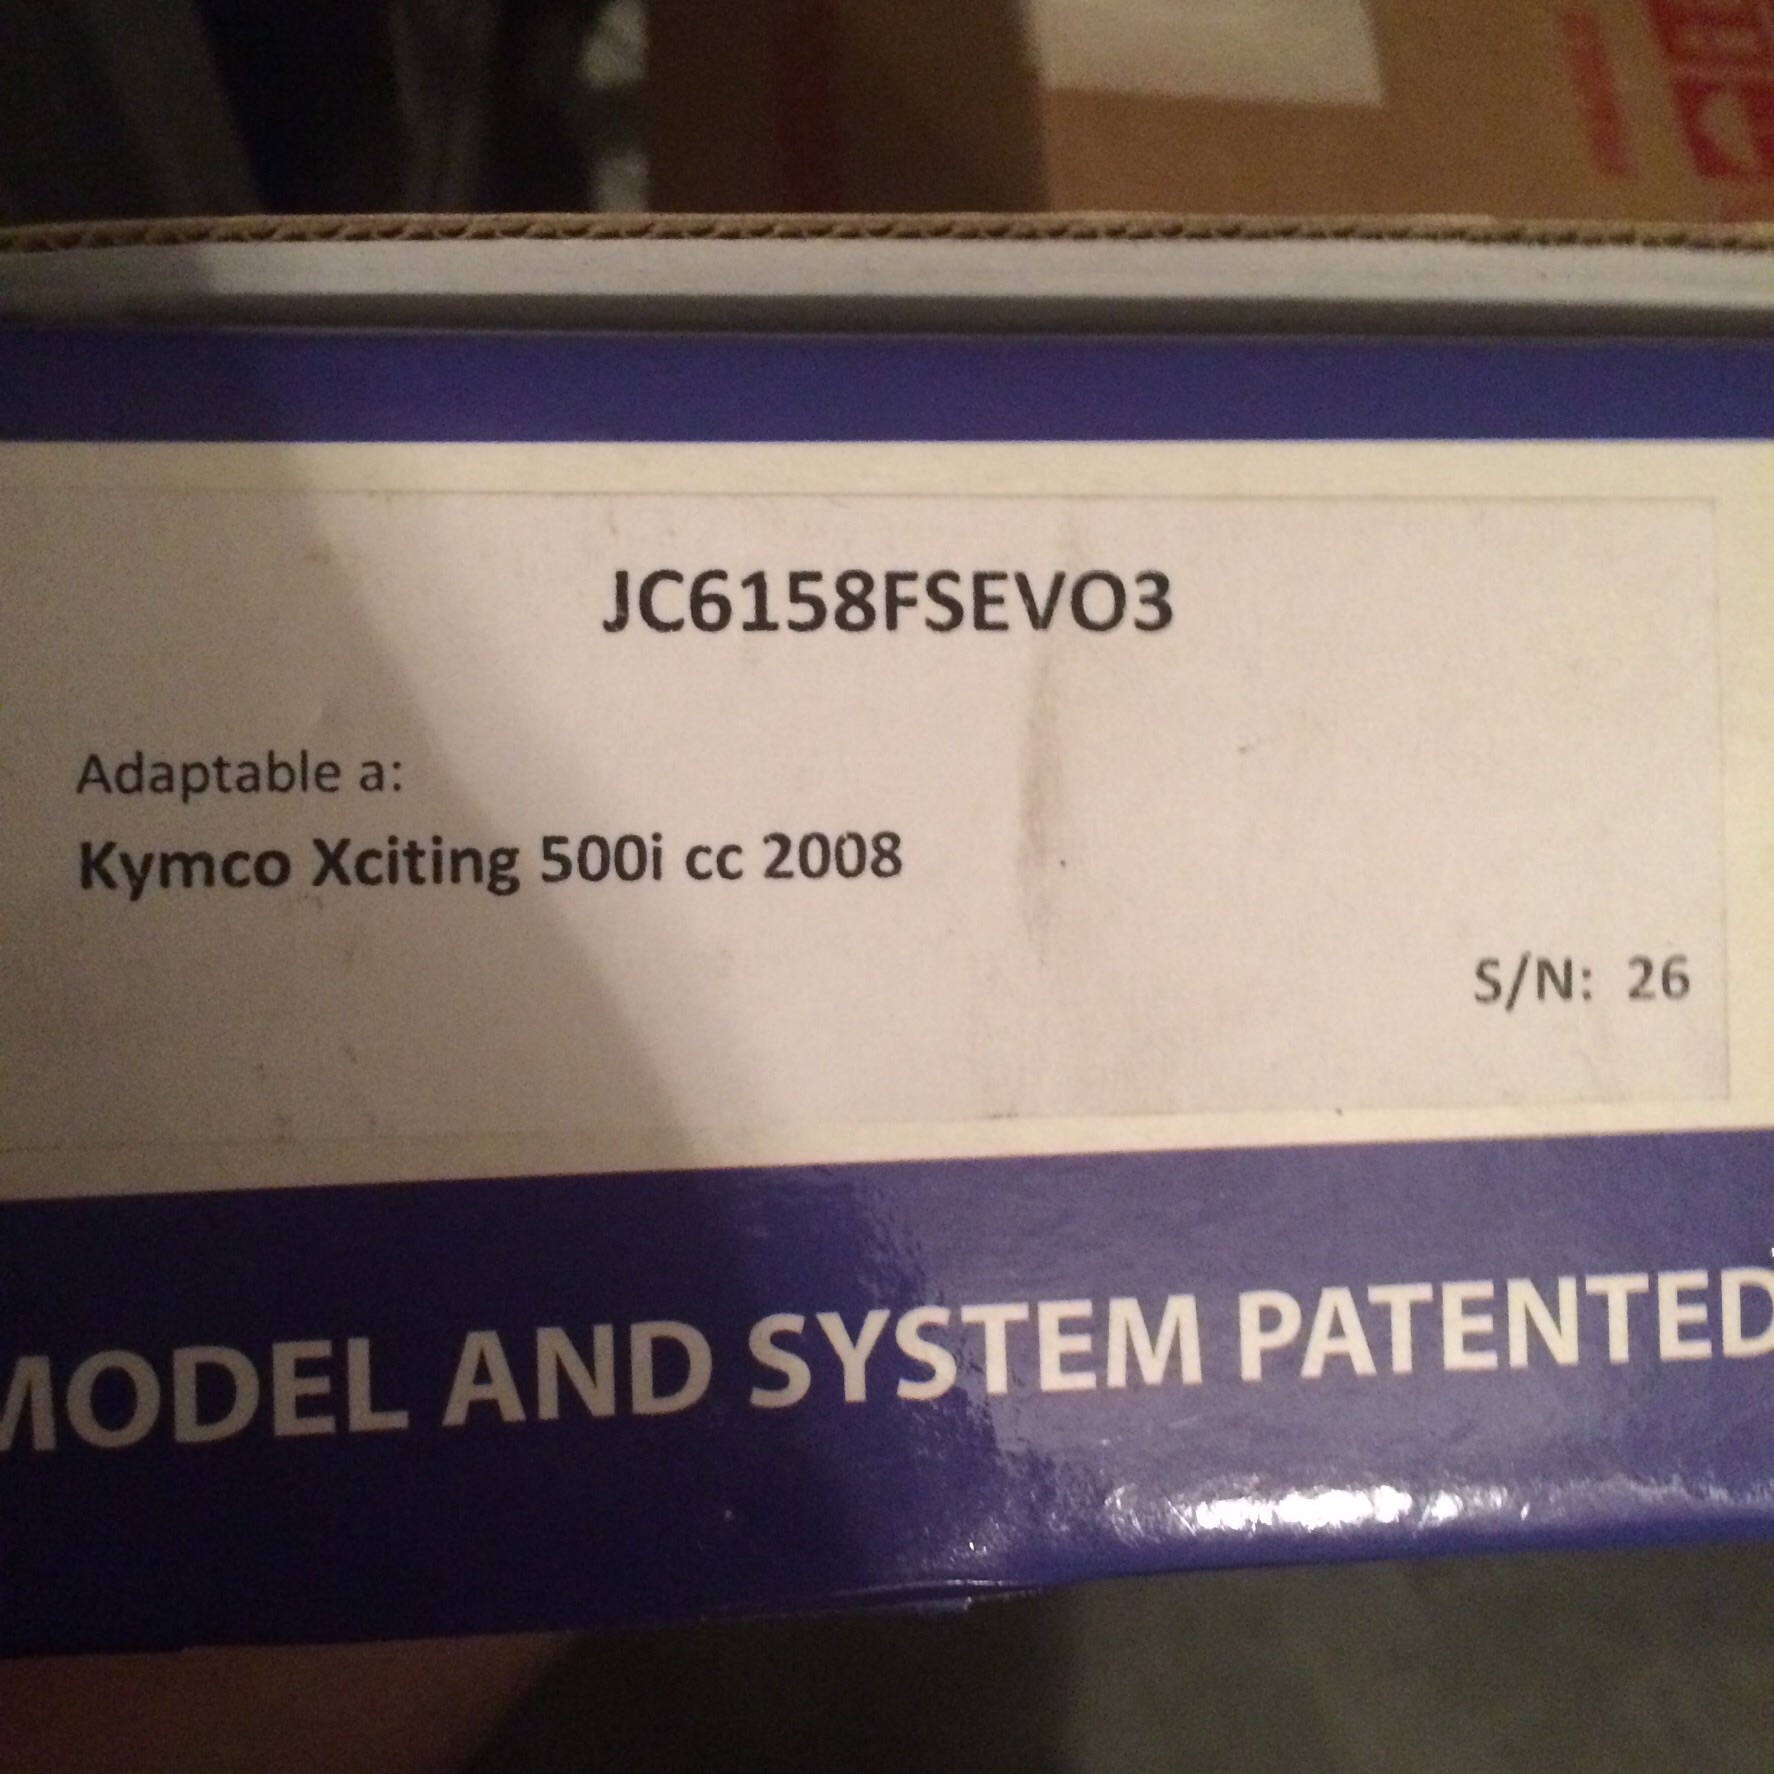 JC6158FSEVO3
Adaptable a:
Kymco Xciting 500i cc 2008
S/N: 26
MODEL AND SYSTEM PATENTED